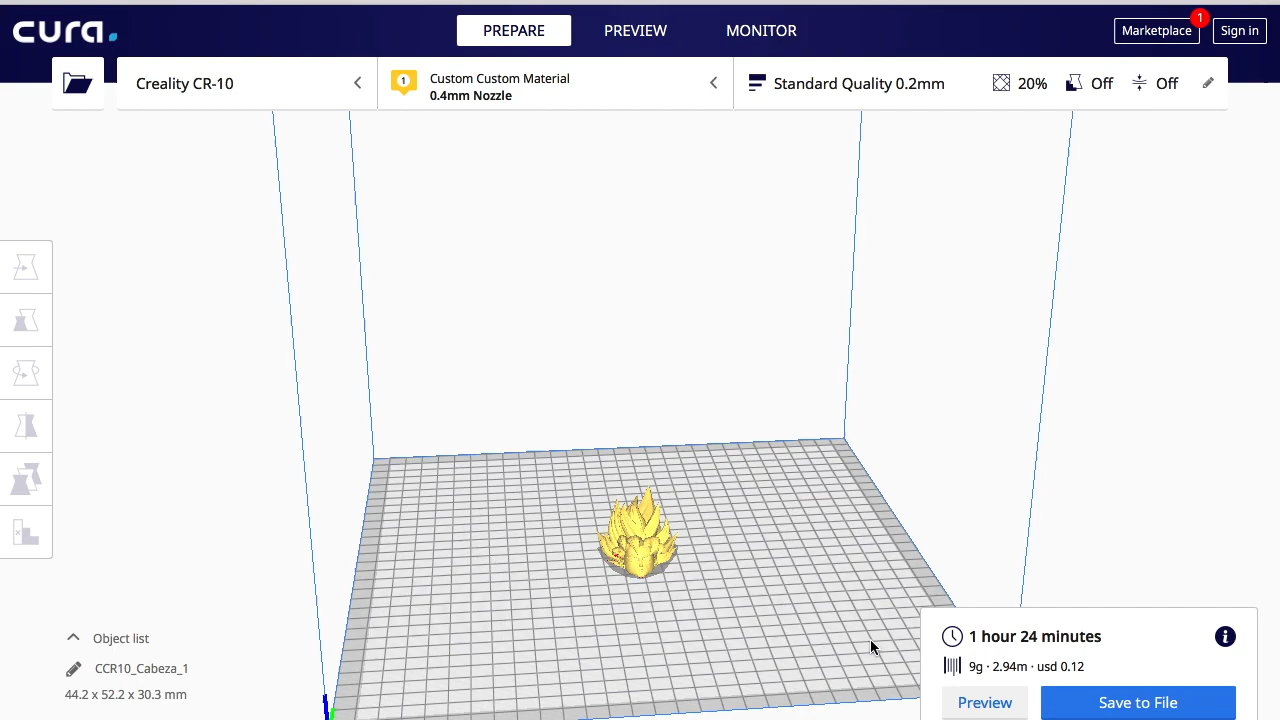 cura.
PREPARE
PREVIEW
MONITOR
Marketplace
1
Sign in
Creality CR-10
1
Custom Custom Material
0.4mm Nozzle
Standard Quality 0.2mm
20%
Off
Off
Object list
CCR10_Cabeza_1
44.2 x 52.2 x 30.3 mm
1 hour 24 minutes
9g · 2.94m · usd 0.12
Preview
Save to File